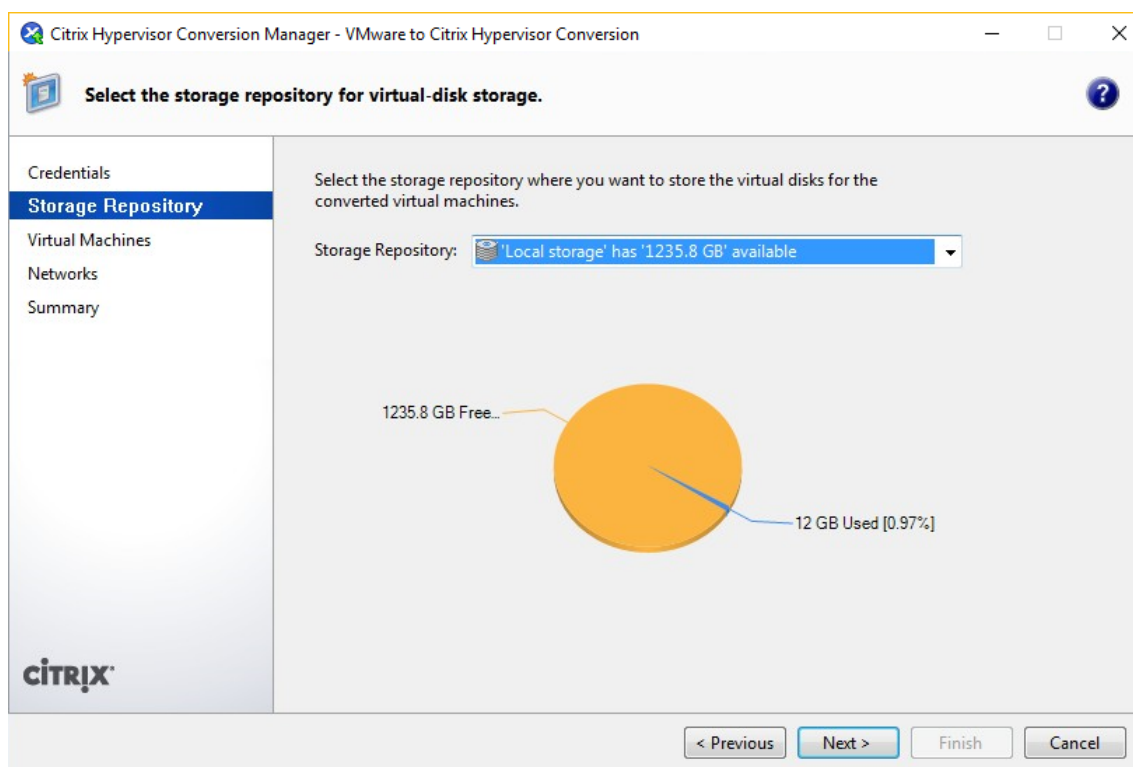 Citrix Hypervisor Conversion Manager - VMware to Citrix Hypervisor Conversion
Select the storage repository for virtual-disk storage.
?
Credentials
Storage Repository
Virtual Machines
Networks
Summary
Select the storage repository where you want to store the virtual disks for the
converted virtual machines.
Storage Repository: 'Local storage' has '1235.8 GB' available
1235.8 GB Free...
12 GB Used [0.97%]
CİTRIX
< Previous Next > Finish Cancel